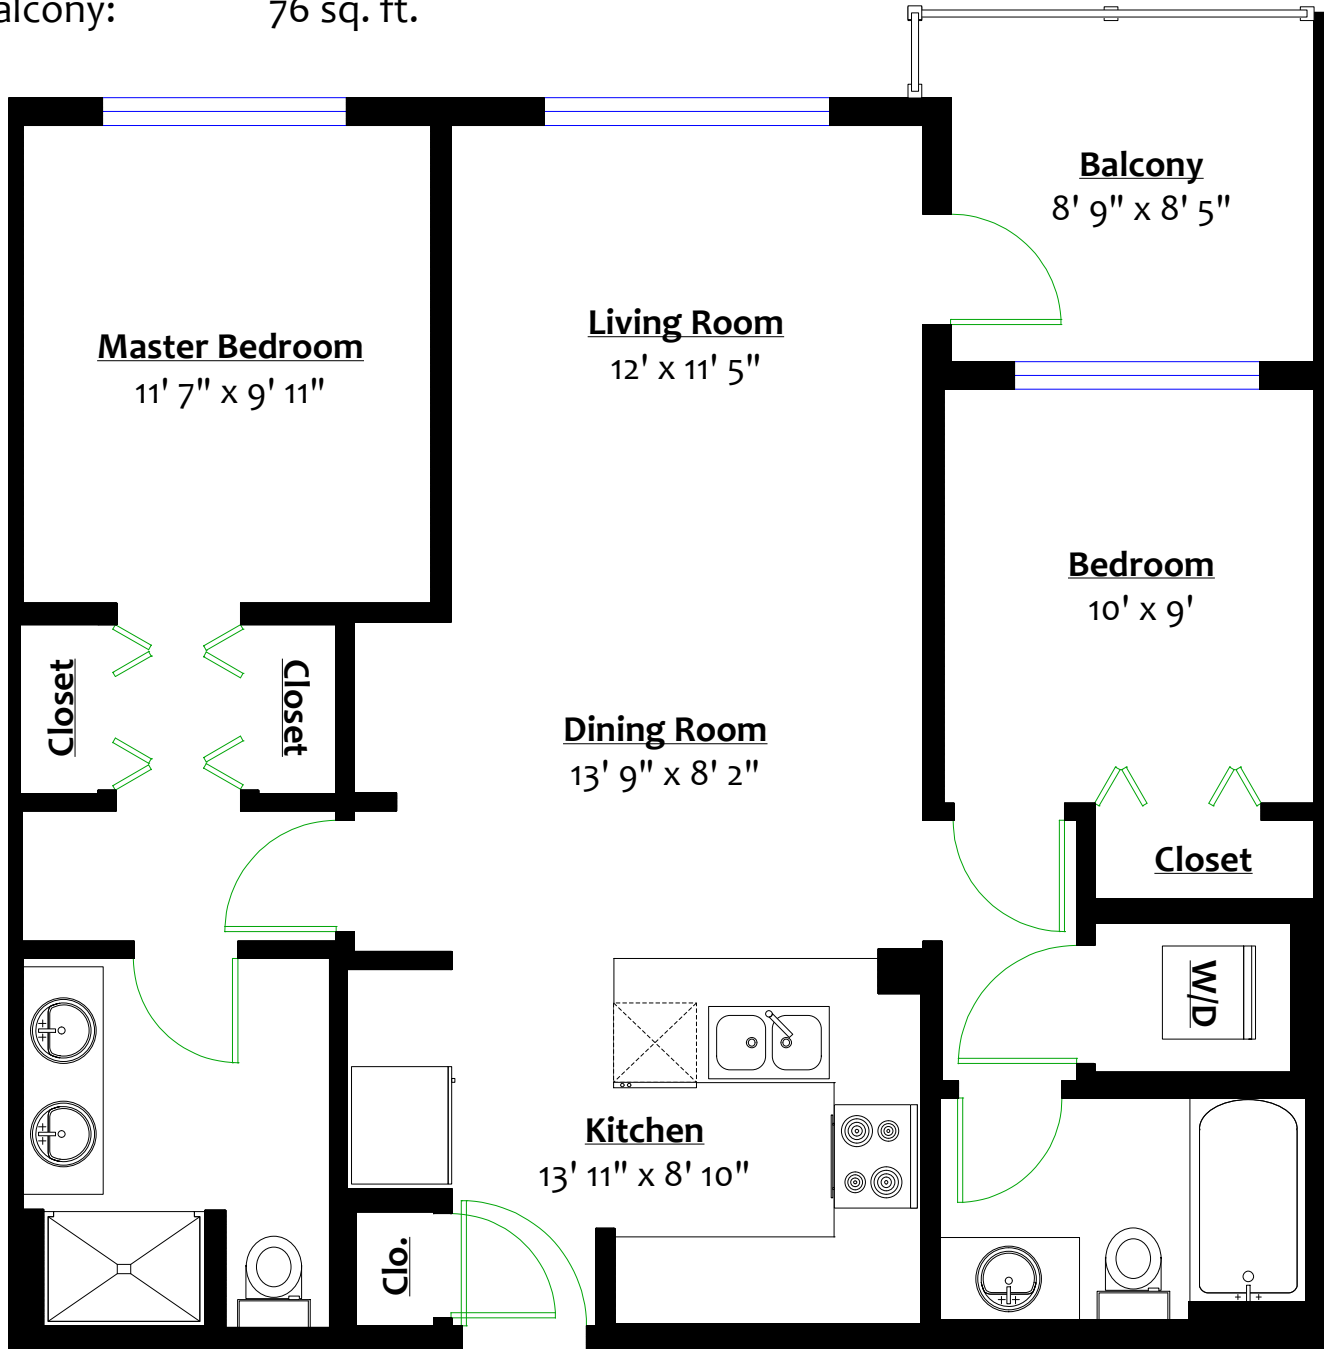 alcony: 76 sq. ft.
Balcony
8' 9" x 8' 5"
Living Room
12' x 11' 5"
Master Bedroom
11' 7" x 9' 11"
Bedroom
10' x 9'
Closet
Closet
Dining Room
13' 9" x 8' 2"
Closet
W/D
Kitchen
13' 11" x 8' 10"
Clo.